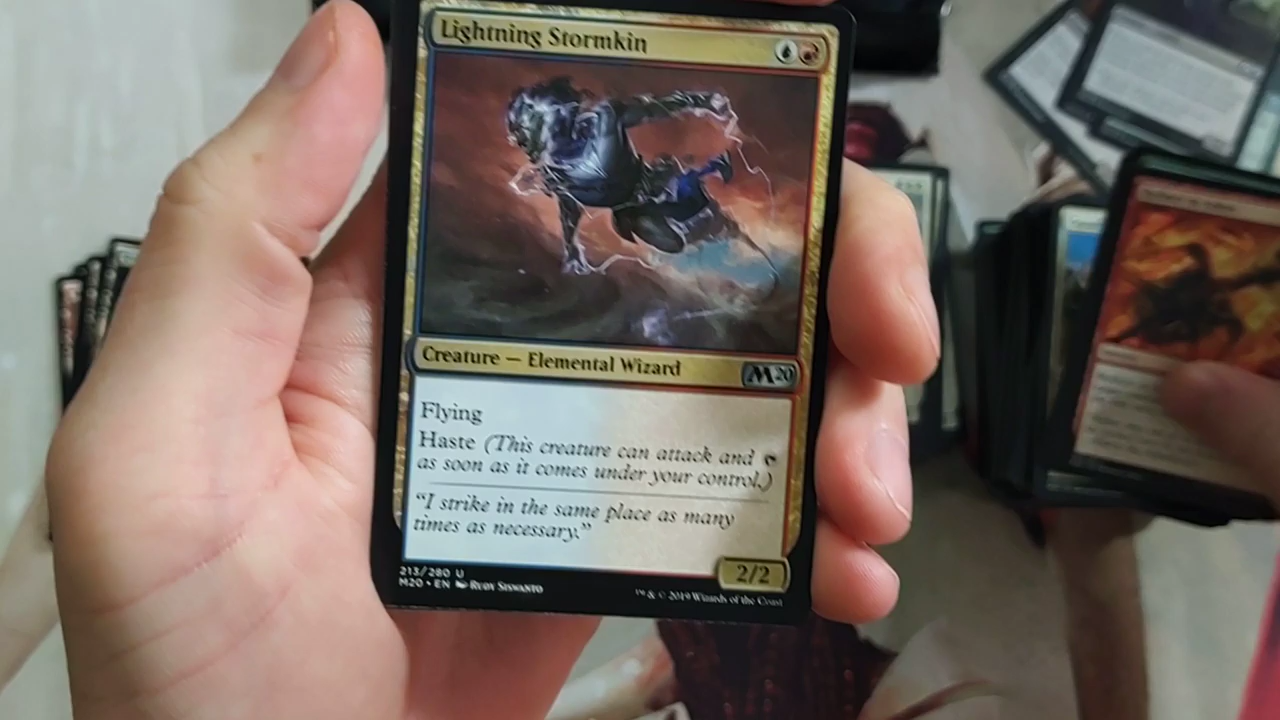 Lightning Stormkin
Creature — Elemental Wizard
M20
Flying
Haste (This creature can attack and
as soon as it comes under your control.)
"I strike in the same place as many
times as necessary."
2/2
213/280 U
M20 • EN Rudy Siswanto
™ & © 2019 Wizards of the Coast